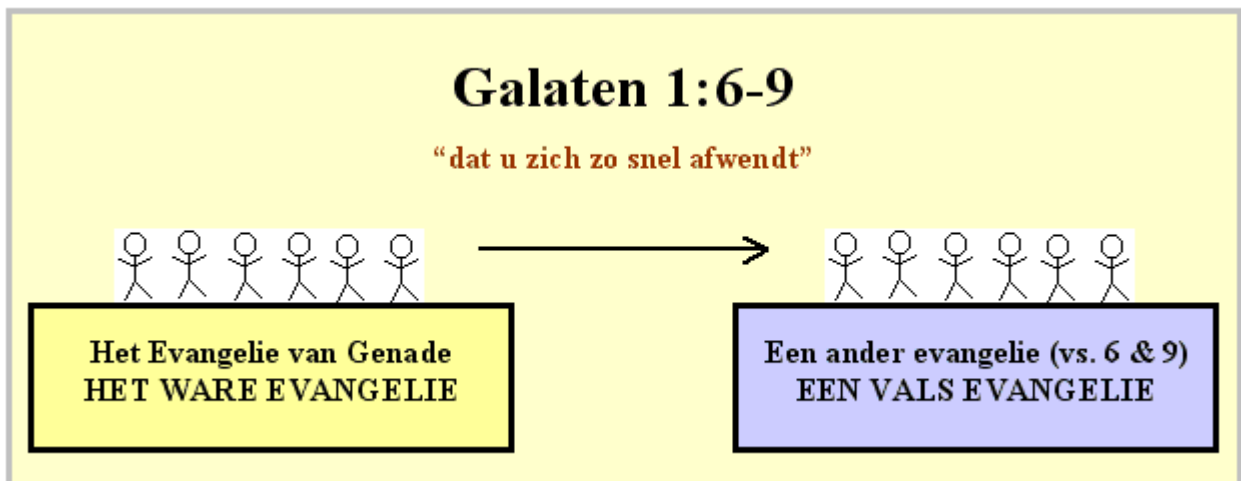 Galaten 1:6-9
“dat u zich zo snel afwendt”
Het Evangelie van Genade
HET WARE EVANGELIE
Een ander evangelie (vs. 6 & 9)
EEN VALS EVANGELIE